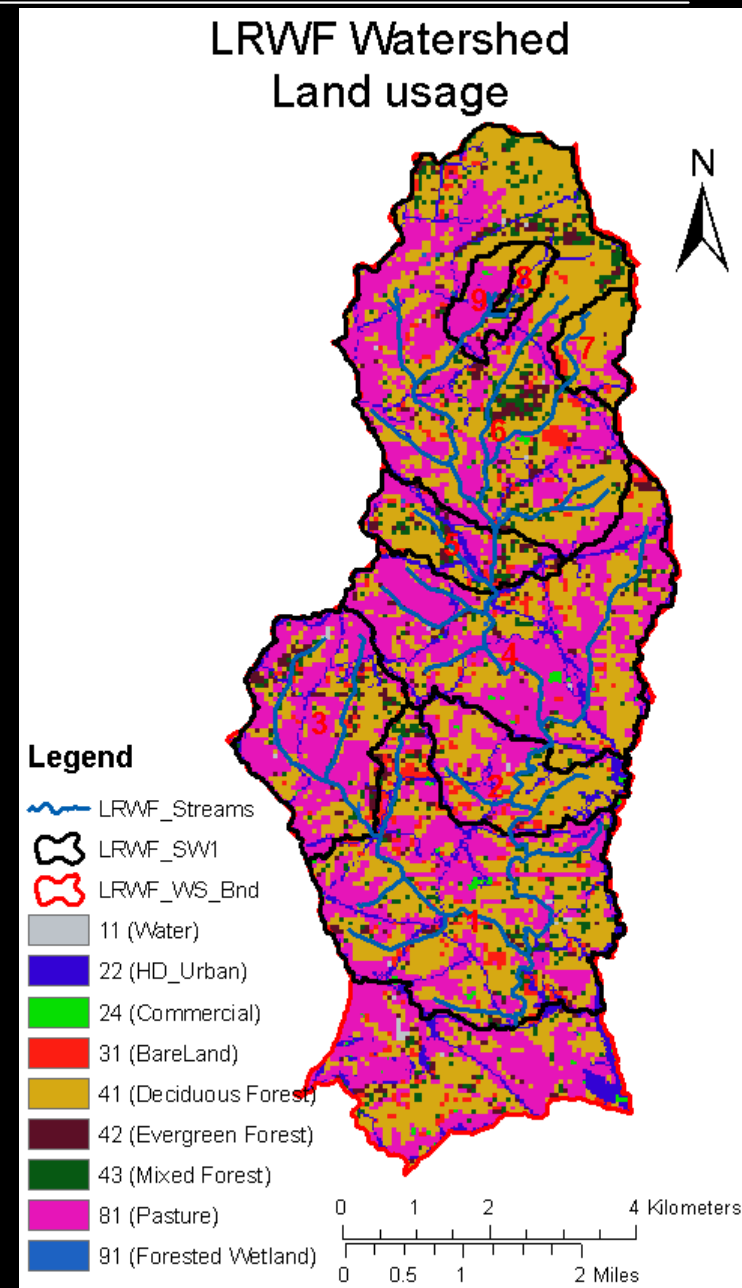 LRWF Watershed
Land usage
N
8
9
7
6
5
4
3
2
1
Legend
LRWF_Streams
LRWF_SW1
LRWF_WS_Bnd
11 (Water)
22 (HD_Urban)
24 (Commercial)
31 (BareLand)
41 (Deciduous Forest)
42 (Evergreen Forest)
43 (Mixed Forest)
81 (Pasture)
91 (Forested Wetland)
0 1 2 4 Kilometers
0 0.5 1 2 Miles